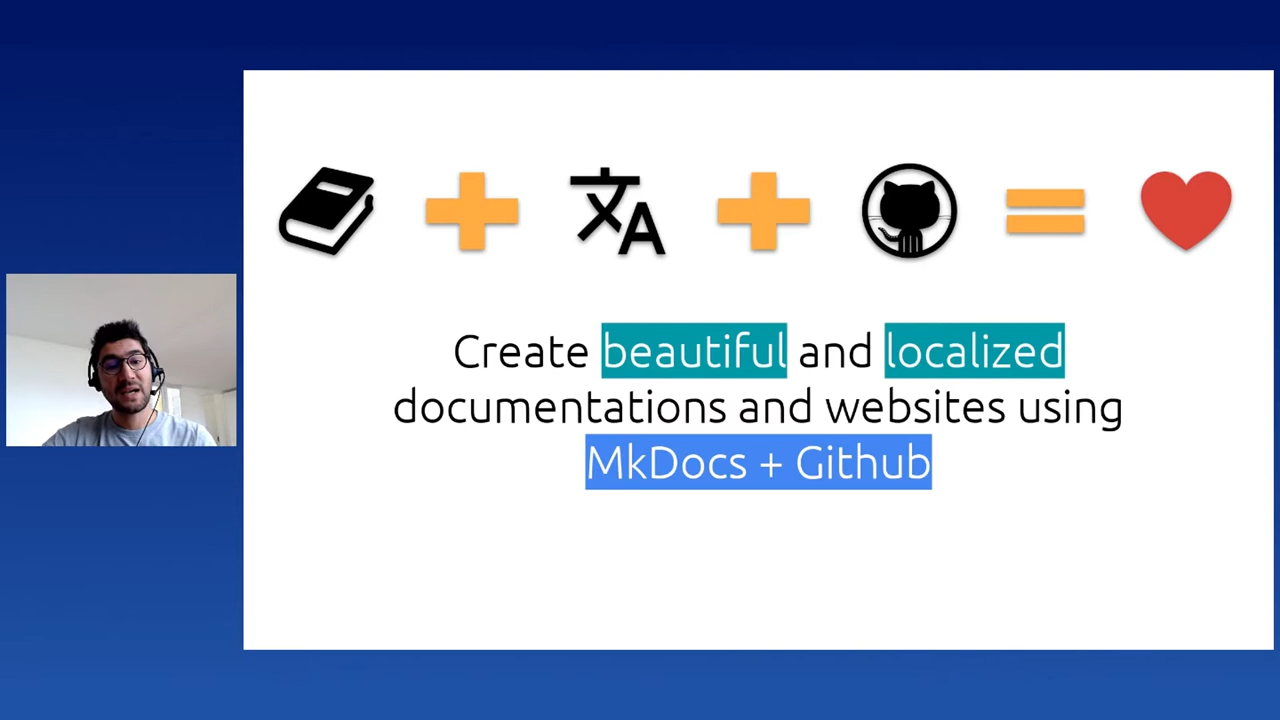 Create beautiful and localized
documentations and websites using
MkDocs + Github